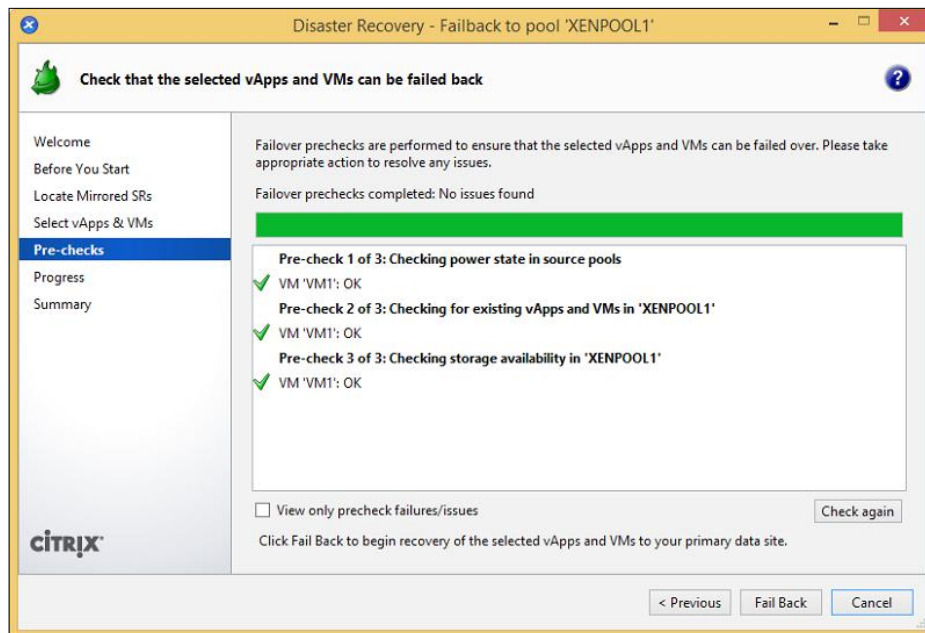 Disaster Recovery - Failback to pool 'XENPOOL1'
Check that the selected vApps and VMs can be failed back
Welcome
Before You Start
Locate Mirrored SRs
Select vApps & VMs
Pre-checks
Progress
Summary
Failover prechecks are performed to ensure that the selected vApps and VMs can be failed over. Please take
appropriate action to resolve any issues.
Failover prechecks completed: No issues found
Pre-check 1 of 3: Checking power state in source pools
VM 'VM1': OK
Pre-check 2 of 3: Checking for existing vApps and VMs in 'XENPOOL1'
VM 'VM1': OK
Pre-check 3 of 3: Checking storage availability in 'XENPOOL1'
VM 'VM1': OK
View only precheck failures/issues
Check again
Click Fail Back to begin recovery of the selected vApps and VMs to your primary data site.
CITRIX
< Previous
Fail Back
Cancel